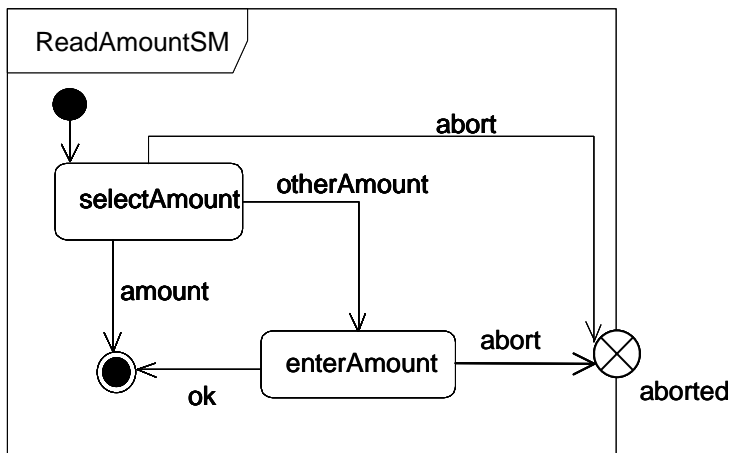 ReadAmountSM
abort
otherAmount
selectAmount
amount
abort
enterAmount
ok
aborted